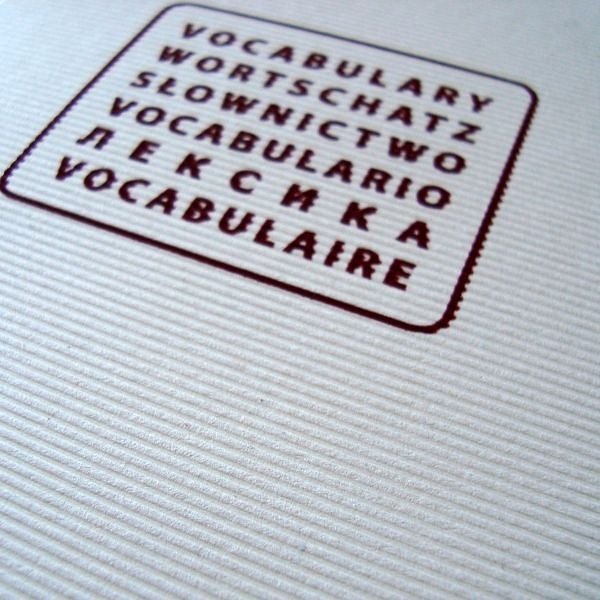 VOCABULARY
WORTSCHATZ
SŁOWNICTWO
VOCABULARIO
ЛЕКСИКА
VOCABULAIRE